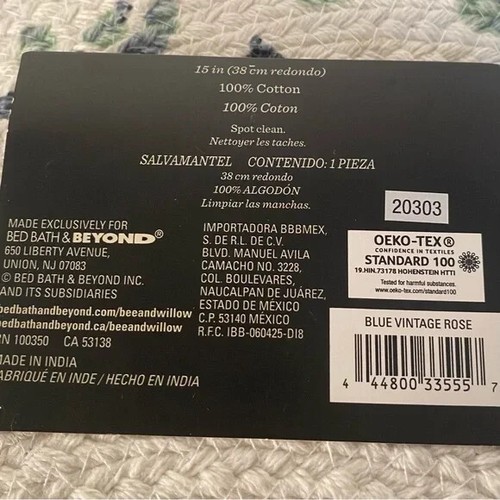 15 in (38 cm redondo)
100% Cotton
100% Coton
Spot clean.
Nettoyer les taches.
SALVAMANTEL CONTENIDO: 1 PIEZA
38 cm redondo
100% ALGODÓN
Limpiar las manchas.
MADE EXCLUSIVELY FOR
BED BATH & BEYOND®
650 LIBERTY AVENUE,
UNION, NJ 07083
© BED BATH & BEYOND INC.
AND ITS SUBSIDIARIES
bedbathandbeyond.com/beeandwillow
bedbathandbeyond.ca/beeandwillow
RN 100350 CA 53138
MADE IN INDIA
FABRIQUÉ EN INDE / HECHO EN INDIA
IMPORTADORA BBBMEX,
S. DE R.L. DE C.V.
BLVD. MANUEL AVILA
CAMACHO NO. 3228,
COL. BOULEVARES,
NAUCALPAN DE JUÁREZ,
ESTADO DE MÉXICO
C.P. 53140 MÉXICO
R.F.C. IBB-060425-DI8
20303
OEKO-TEX®
CONFIDENCE IN TEXTILES
STANDARD 100
19.HIN.73178 HOHENSTEIN HTTI
Tested for harmful substances.
www.oeko-tex.com/standard100
BLUE VINTAGE ROSE
4 44800 33555 7